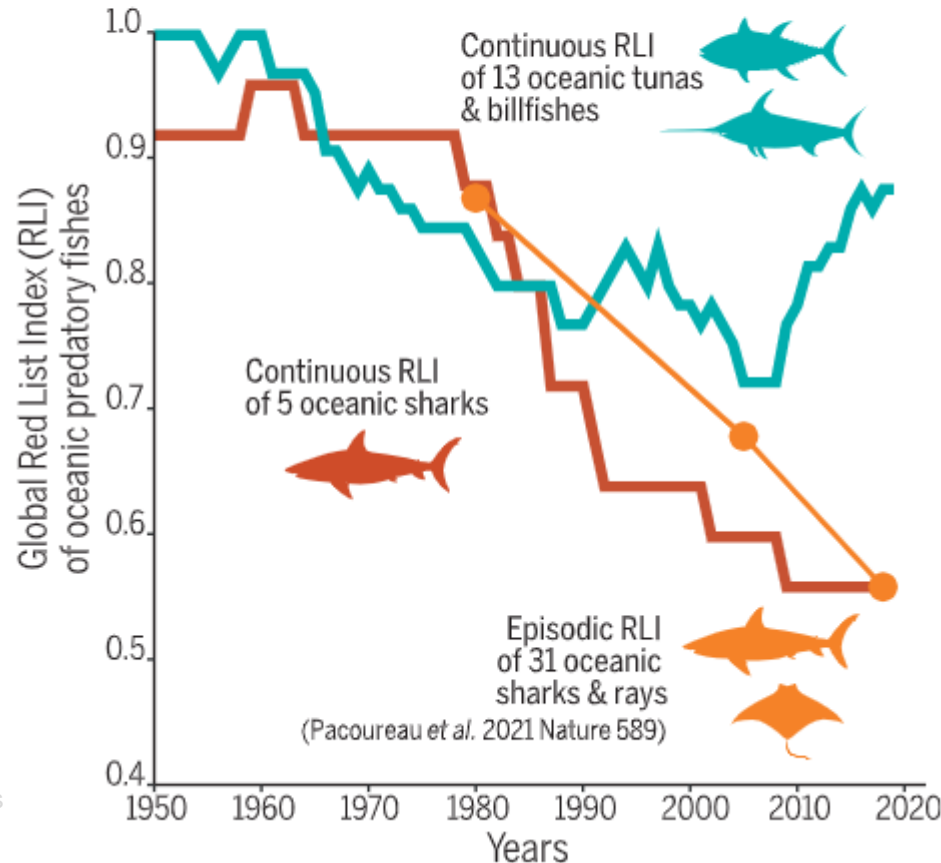 Global Red List Index (RLI)
of oceanic predatory fishes
1.0
0.9
0.8
0.7
0.6
0.5
0.4
Continuous RLI
of 13 oceanic tunas
& billfishes
Continuous RLI
of 5 oceanic sharks
Episodic RLI
of 31 oceanic
sharks & rays
(Pacoureau et al. 2021 Nature 589)
s
1950 1960 1970 1980 1990 2000 2010 2020
Years